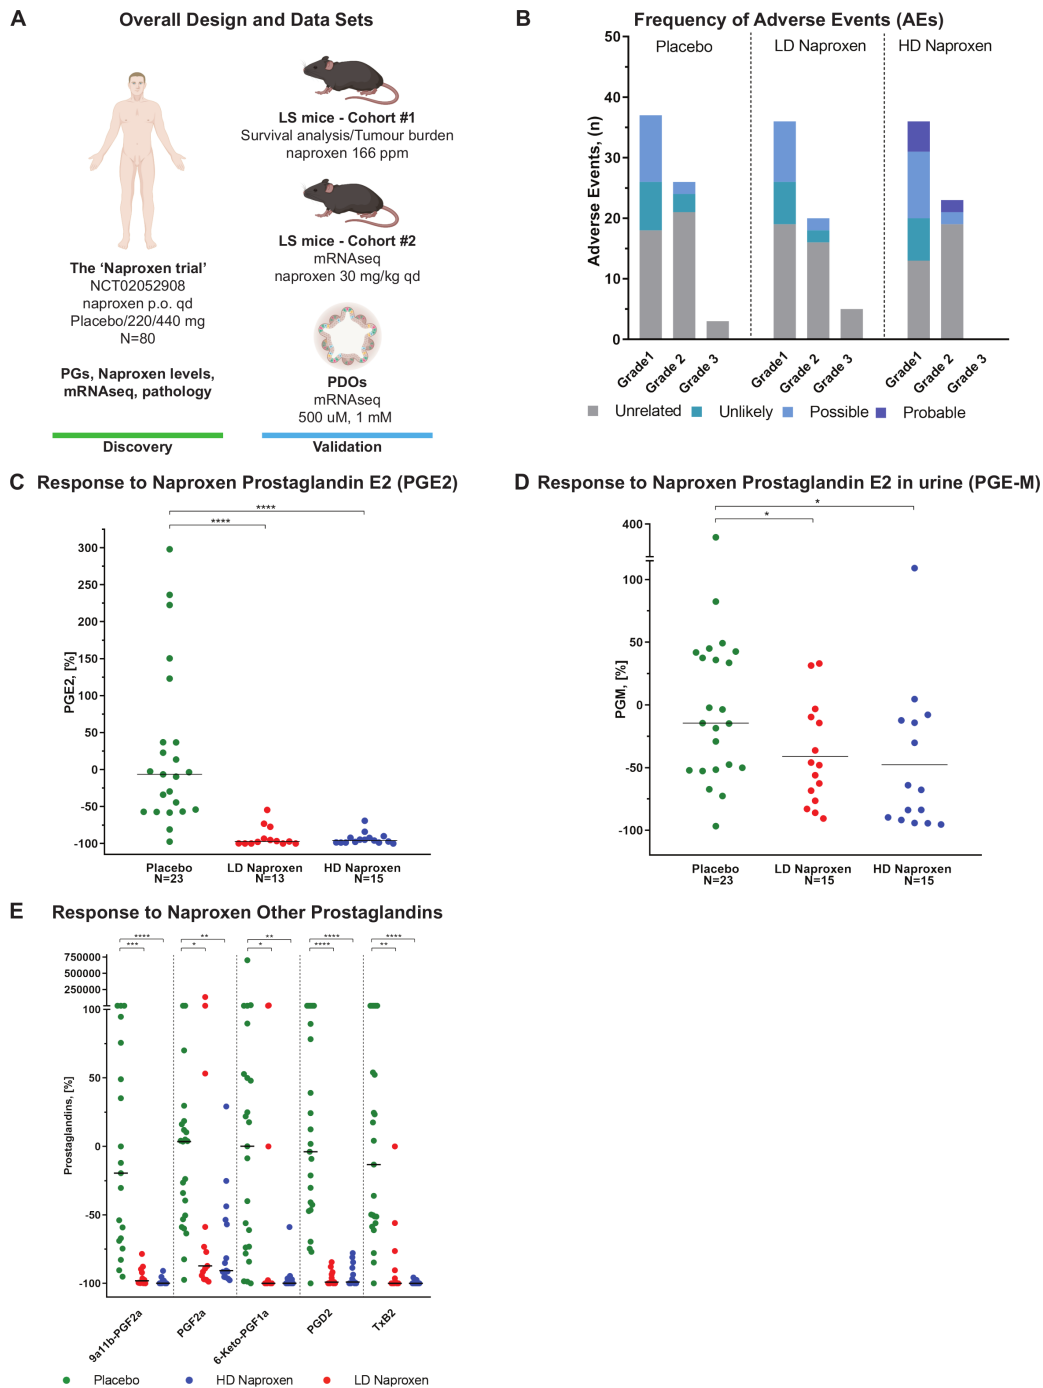 A
Overall Design and Data Sets
The 'Naproxen trial'
NCT02052908
naproxen p.o. qd
Placebo/220/440 mg
N=80
PGs, Naproxen levels,
mRNAseq, pathology
Discovery
LS mice - Cohort #1
Survival analysis/Tumour burden
naproxen 166 ppm
LS mice - Cohort #2
mRNAseq
naproxen 30 mg/kg qd
PDOs
mRNAseq
500 uM, 1 mM
Validation
B
Frequency of Adverse Events (AEs)
Placebo
LD Naproxen
HD Naproxen
Adverse Events, (n)
50
40
30
20
10
0
Grade1
Grade 2
Grade 3
Grade1
Grade 2
Grade 3
Grade1
Grade 2
Grade 3
Unrelated
Unlikely
Possible
Probable
C
Response to Naproxen Prostaglandin E2 (PGE2)
****
****
PGE2, [%]
300
250
200
150
100
50
0
-50
-100
Placebo
N=23
LD Naproxen
N=13
HD Naproxen
N=15
D
Response to Naproxen Prostaglandin E2 in urine (PGE-M)
*
*
PGM, [%]
400
100
50
0
-50
-100
Placebo
N=23
LD Naproxen
N=15
HD Naproxen
N=15
E
Response to Naproxen Other Prostaglandins
****
***
**
*
**
*
****
****
****
**
Prostaglandins, [%]
750000
500000
250000
100
50
0
-50
-100
9a11b-PGF2a
PGF2a
6-Keto-PGF1a
PGD2
TxB2
Placebo
HD Naproxen
LD Naproxen